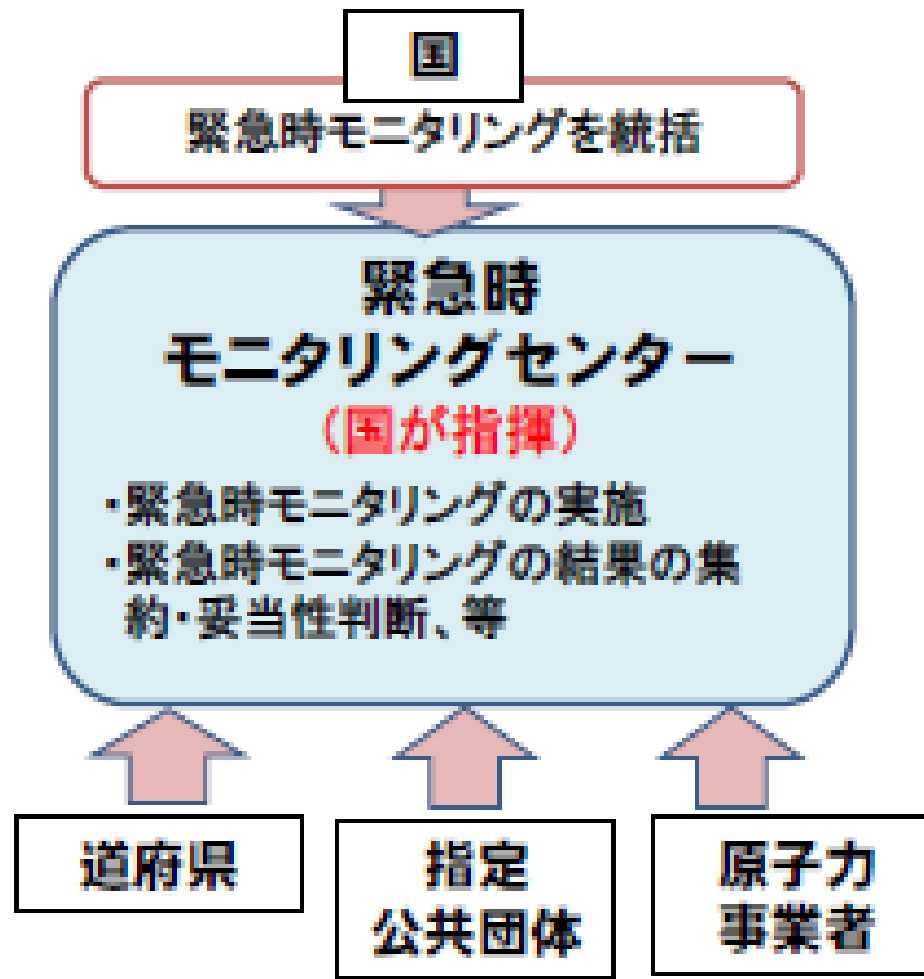 国
緊急時モニタリングを統括
緊急時
モニタリングセンター
(国が指揮)
・緊急時モニタリングの実施
・緊急時モニタリングの結果の集
約・妥当性判断、等
道府県
指定
公共団体
原子力
事業者